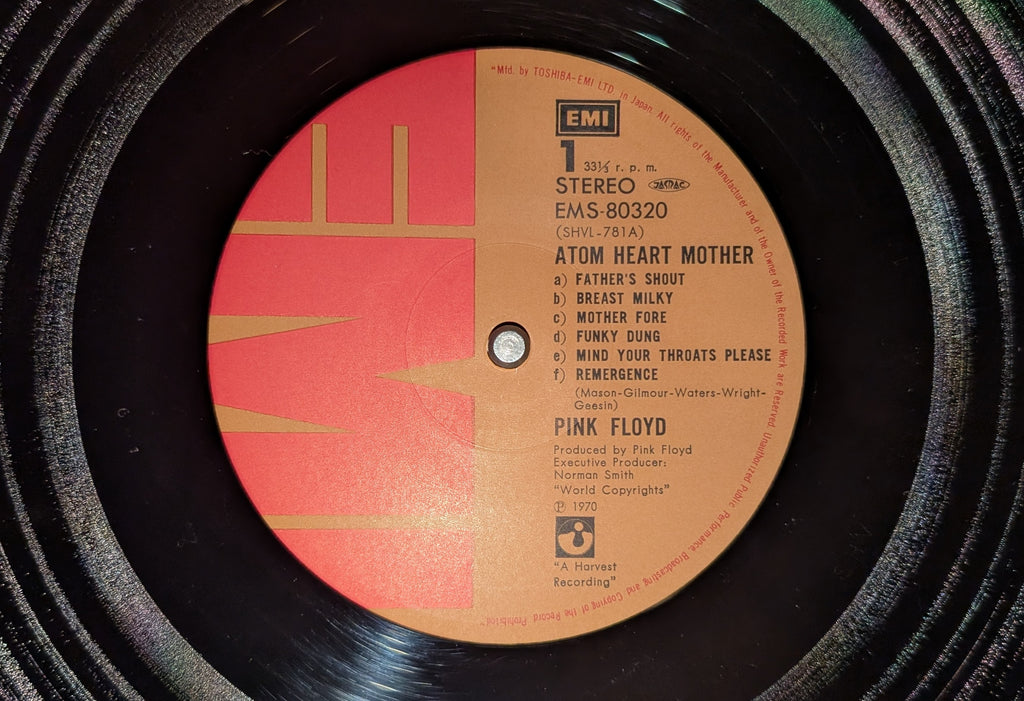 "Mfd. by TOSHIBA-EMI LTD. in Japan. All rights of the Manufacturer and of the Owner of the Recorded Work are Reserved. Unauthorized Public Performance, Broadcasting and Copying of the Record Prohibited"
EMI
EMI
1 33⅓ r. p. m.
STEREO JASRAC
EMS-80320
(SHVL-781A)
ATOM HEART MOTHER
a) FATHER'S SHOUT
b) BREAST MILKY
c) MOTHER FORE
d) FUNKY DUNG
e) MIND YOUR THROATS PLEASE
f) REMERGENCE
(Mason-Gilmour-Waters-Wright-
Geesin)
PINK FLOYD
Produced by Pink Floyd
Executive Producer:
Norman Smith
"World Copyrights"
℗ 1970
"A Harvest
Recording"